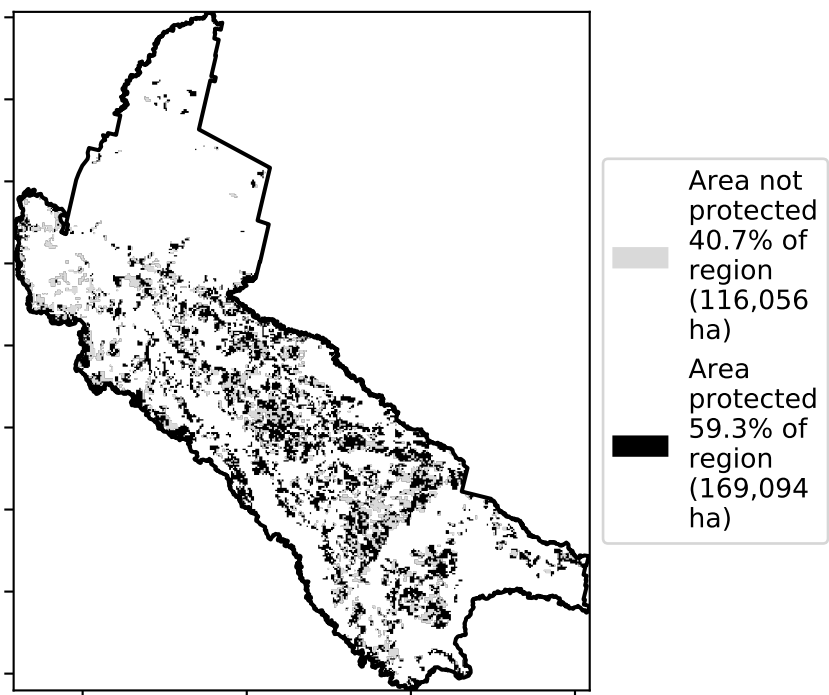 Area not
protected
40.7% of
region
(116,056
ha)
Area
protected
59.3% of
region
(169,094
ha)